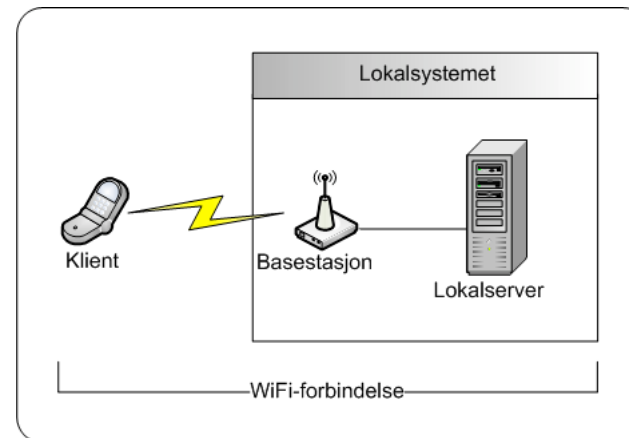 Lokalsystemet
Klient
Basestasjon
Lokalserver
WiFi-forbindelse